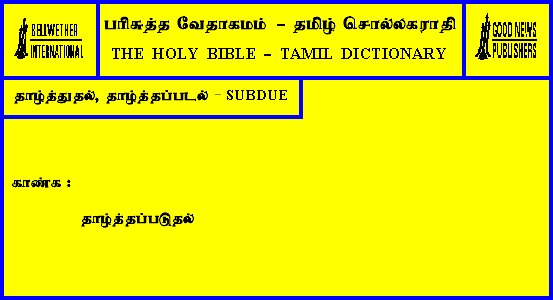 BELLWETHER
INTERNATIONAL
பரிசுத்த வேதாகமம் – தமிழ் சொல்லகராதி
THE HOLY BIBLE – TAMIL DICTIONARY
GOOD NEWS
PUBLISHERS
தாழ்த்துதல், தாழ்த்தப்படல் – SUBDUE
காண்க :
தாழ்த்தப்படுதல்